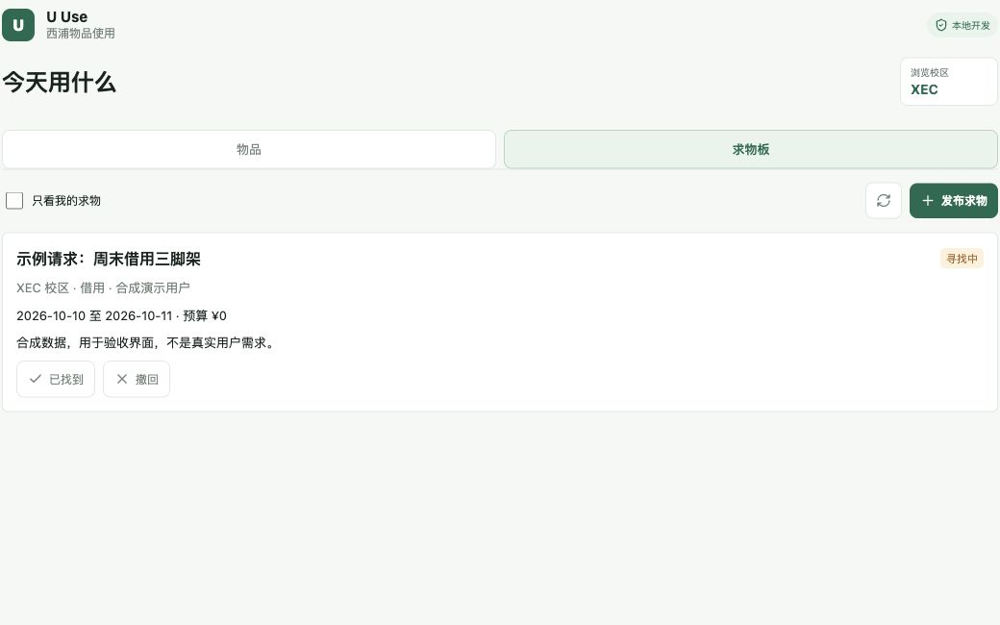 U
U Use
西浦物品使用
本地开发
今天用什么
浏览校区
XEC
物品
求物板
只看我的求物
发布求物
示例请求：周末借用三脚架
寻找中
XEC 校区 · 借用 · 合成演示用户
2026-10-10 至 2026-10-11 · 预算 ¥0
合成数据，用于验收界面，不是真实用户需求。
已找到
撤回